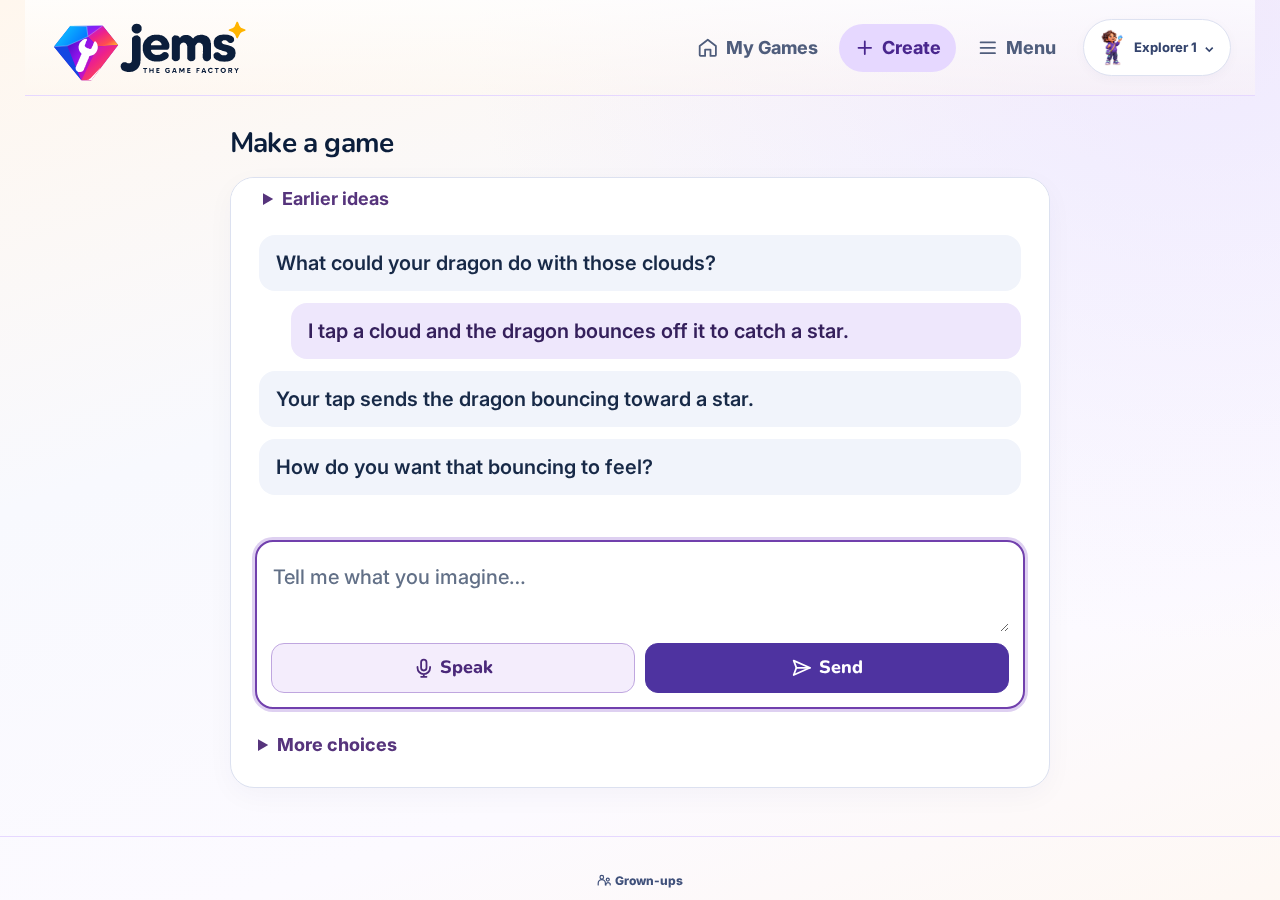 jems
THE GAME FACTORY
My Games
Create
Menu
Explorer 1
Make a game
Earlier ideas
What could your dragon do with those clouds?
I tap a cloud and the dragon bounces off it to catch a star.
Your tap sends the dragon bouncing toward a star.
How do you want that bouncing to feel?
Tell me what you imagine...
Speak
Send
More choices
Grown-ups